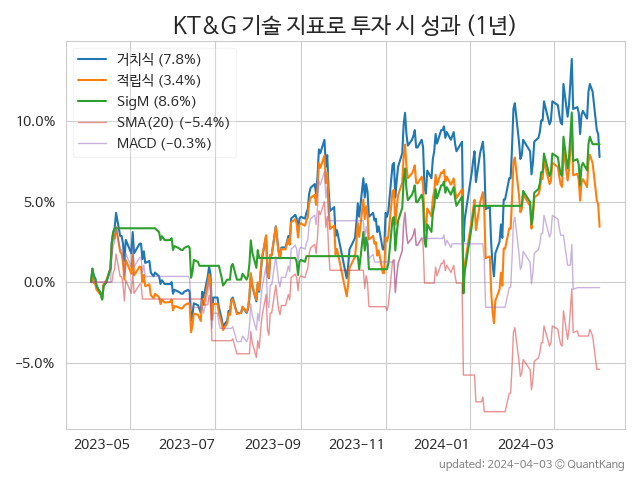 KT&G 기술 지표로 투자 시 성과 (1년)
거치식 (7.8%)
적립식 (3.4%)
SigM (8.6%)
SMA(20) (−5.4%)
MACD (−0.3%)
10.0%
5.0%
0.0%
−5.0%
2023-05 2023-07 2023-09 2023-11 2024-01 2024-03
updated: 2024-04-03 ⓒ QuantKang